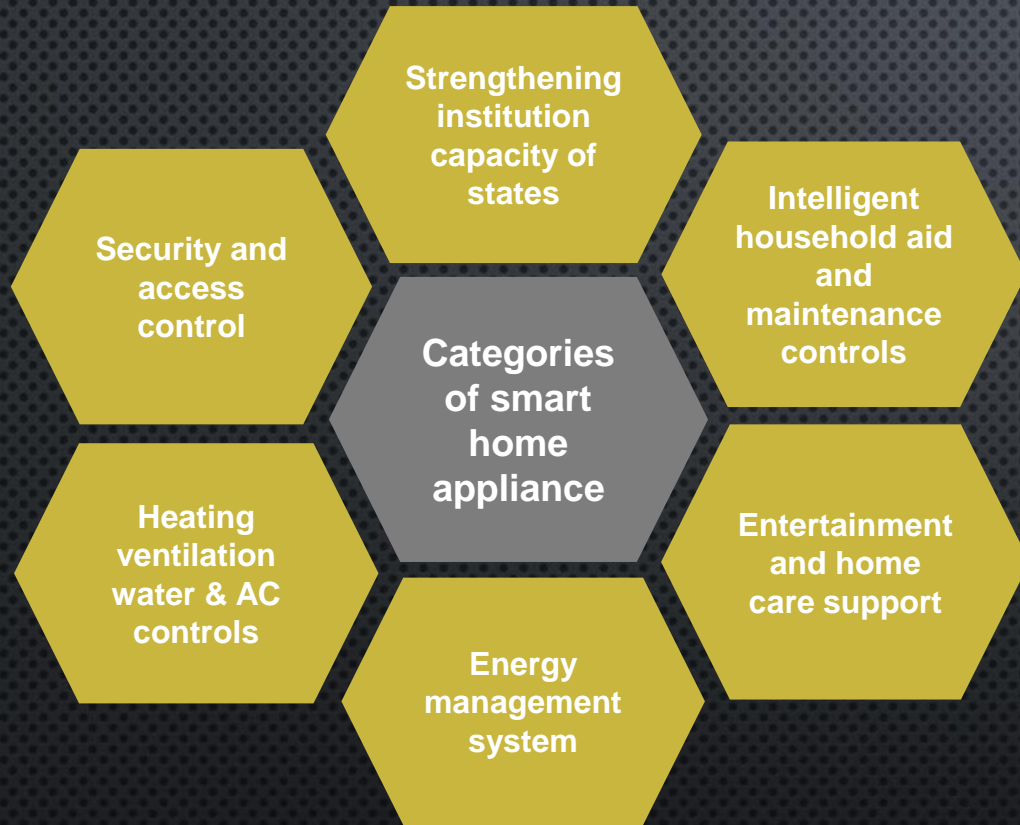 Strengthening
institution
capacity of
states
Security and
access
control
Intelligent
household aid
and
maintenance
controls
Categories
of smart
home
appliance
Heating
ventilation
water & AC
controls
Entertainment
and home
care support
Energy
management
system